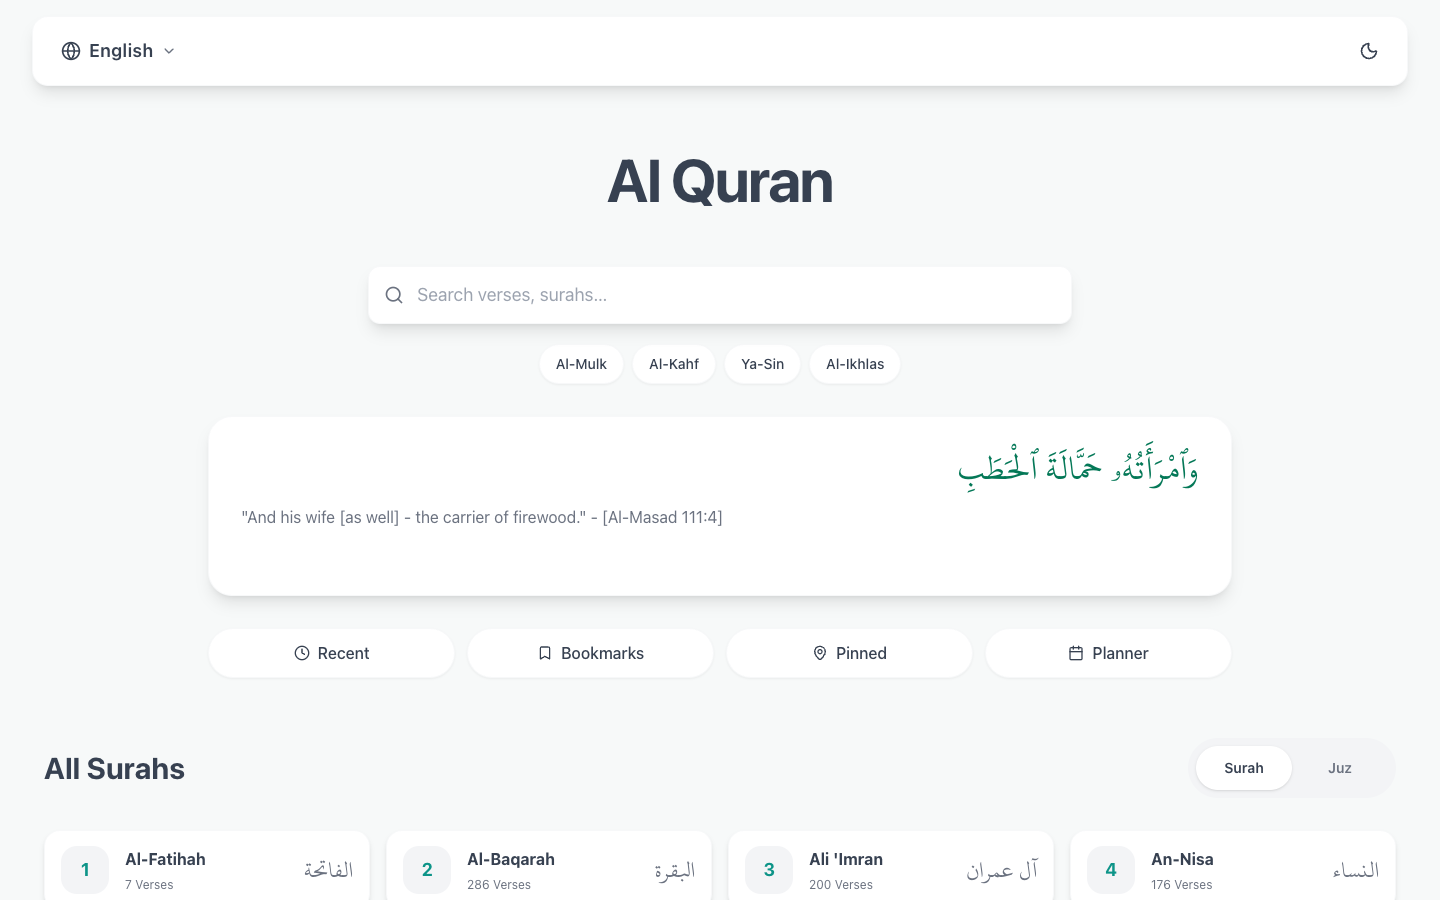 English
Al Quran
Search verses, surahs...
Al-Mulk
Al-Kahf
Ya-Sin
Al-Ikhlas
وَٱمْرَأَتُهُۥ حَمَّالَةَ ٱلْحَطَبِ
"And his wife [as well] - the carrier of firewood." - [Al-Masad 111:4]
Recent
Bookmarks
Pinned
Planner
All Surahs
Surah
Juz
1
Al-Fatihah
7 Verses
الفاتحة
2
Al-Baqarah
286 Verses
البقرة
3
Ali 'Imran
200 Verses
آل عمران
4
An-Nisa
176 Verses
النساء